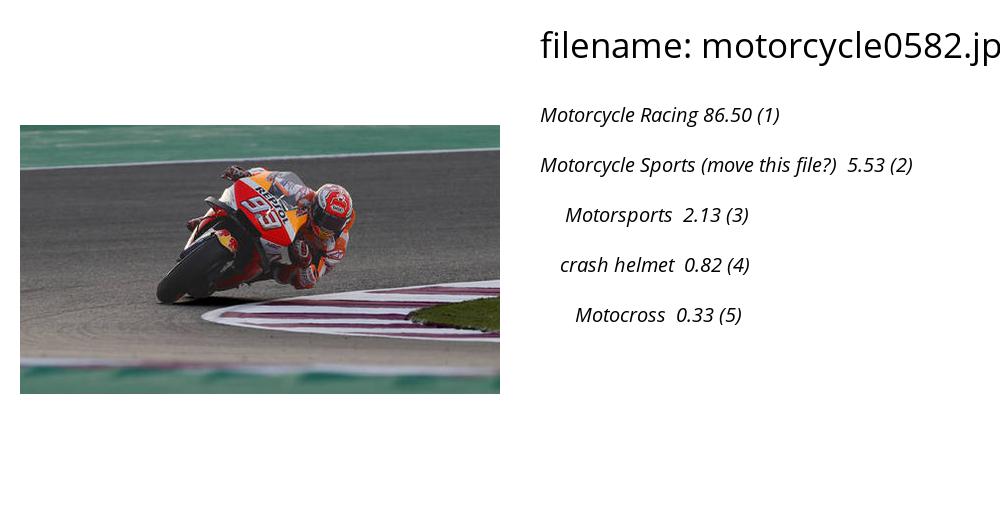 filename: motorcycle0582.jp
Motorcycle Racing 86.50 (1)
Motorcycle Sports (move this file?) 5.53 (2)
Motorsports 2.13 (3)
crash helmet 0.82 (4)
Motocross 0.33 (5)
REPSOL
93